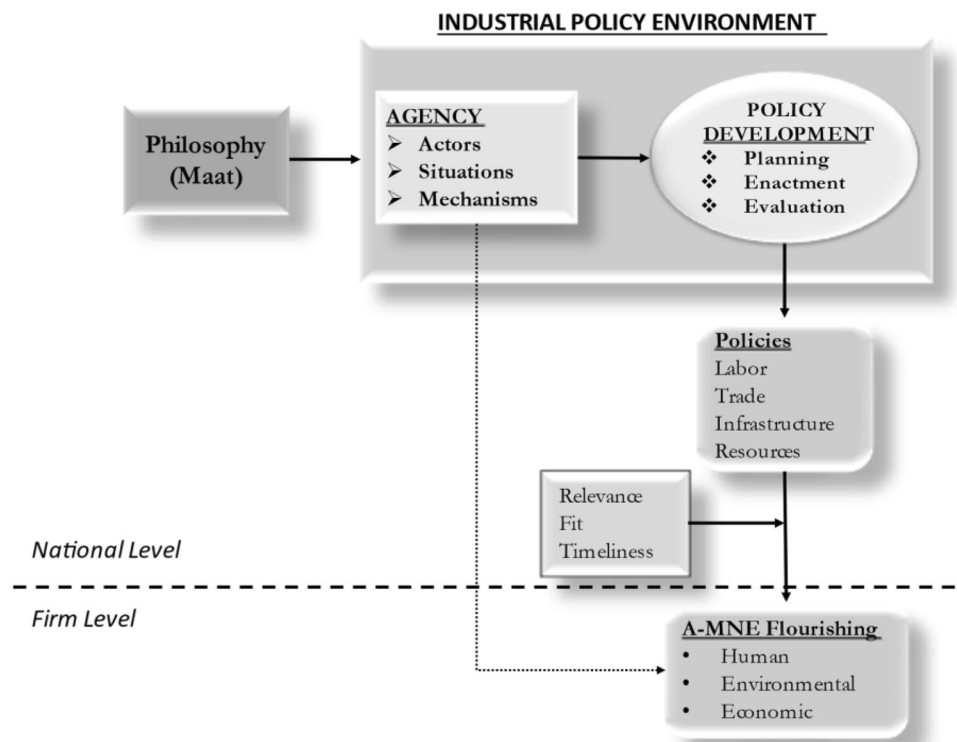 INDUSTRIAL POLICY ENVIRONMENT
Philosophy
(Maat)
AGENCY
➢ Actors
➢ Situations
➢ Mechanisms
POLICY
DEVELOPMENT
❖ Planning
❖ Enactment
❖ Evaluation
Policies
Labor
Trade
Infrastructure
Resources
Relevance
Fit
Timeliness
National Level
Firm Level
A-MNE Flourishing
• Human
• Environmental
• Economic